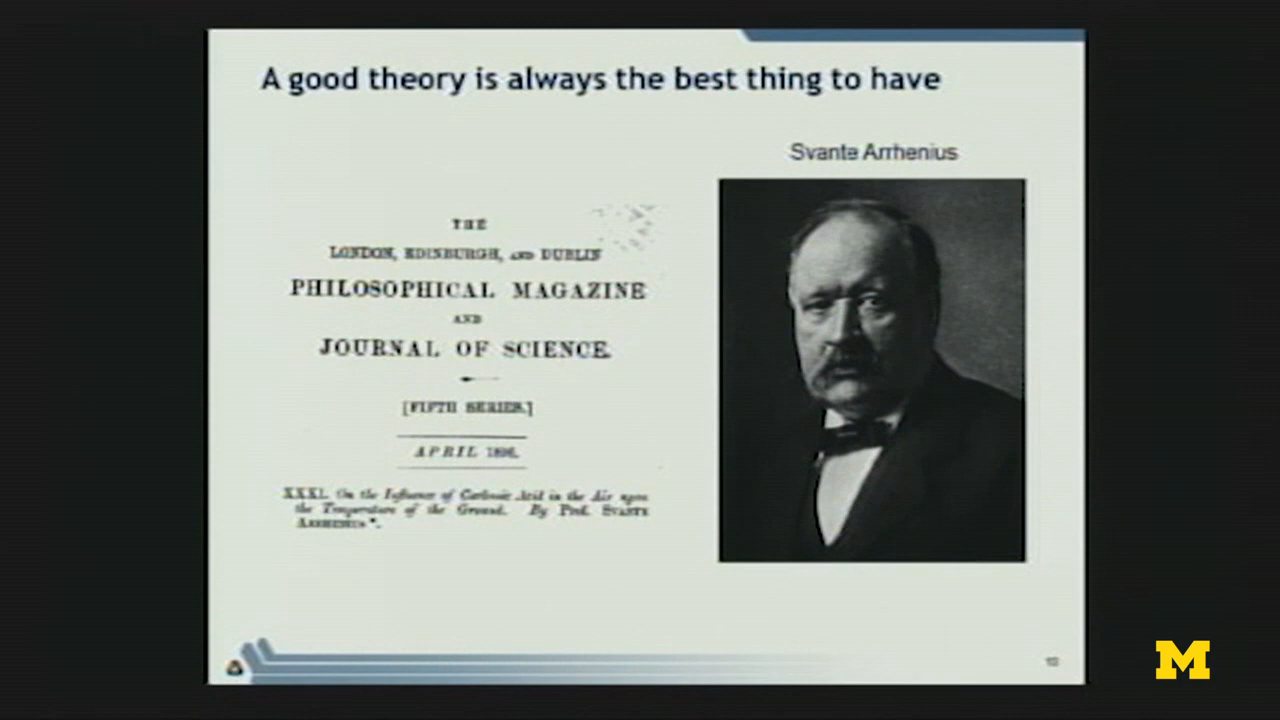 A good theory is always the best thing to have
Svante Arrhenius
THE
LONDON, EDINBURGH, AND DUBLIN
PHILOSOPHICAL MAGAZINE
AND
JOURNAL OF SCIENCE.
[FIFTH SERIES.]
APRIL 1896.
XXXI. On the Influence of Carbonic Acid in the Air upon
the Temperature of the Ground. By Prof. SVANTE
ARRHENIUS *.
M